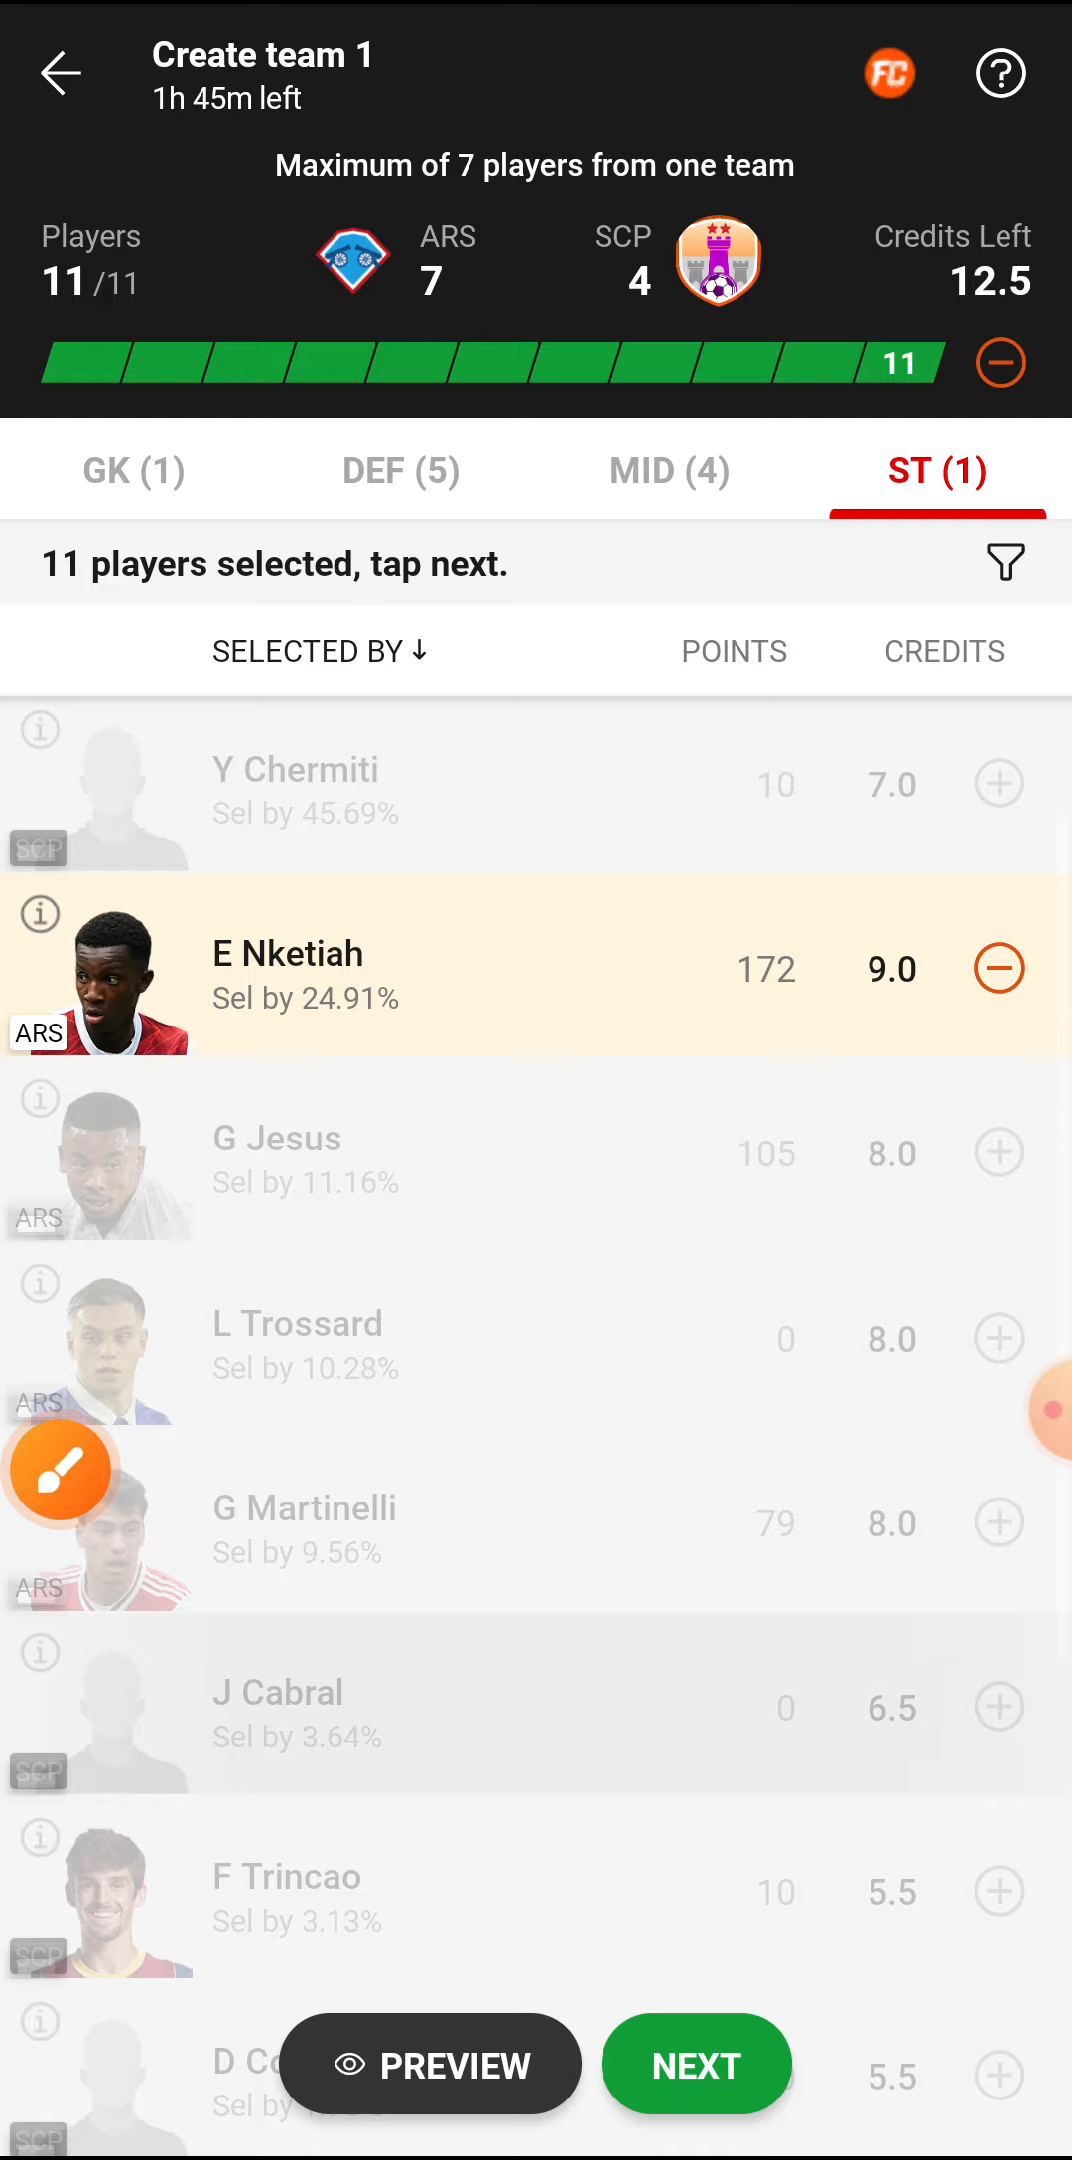 Create team 1
1h 45m left
FC
?
Maximum of 7 players from one team
Players ARS SCP Credits Left
11 /11 7 4 12.5
11
GK (1) DEF (5) MID (4) ST (1)
11 players selected, tap next.
SELECTED BY ↓ POINTS CREDITS
Y Chermiti 10 7.0
Sel by 45.69%
SCP
E Nketiah 172 9.0
Sel by 24.91%
ARS
G Jesus 105 8.0
Sel by 11.16%
ARS
L Trossard 0 8.0
Sel by 10.28%
ARS
G Martinelli 79 8.0
Sel by 9.56%
ARS
J Cabral 0 6.5
Sel by 3.64%
SCP
F Trincao 10 5.5
Sel by 3.13%
SCP
D 5.5
Sel by
SCP
PREVIEW NEXT